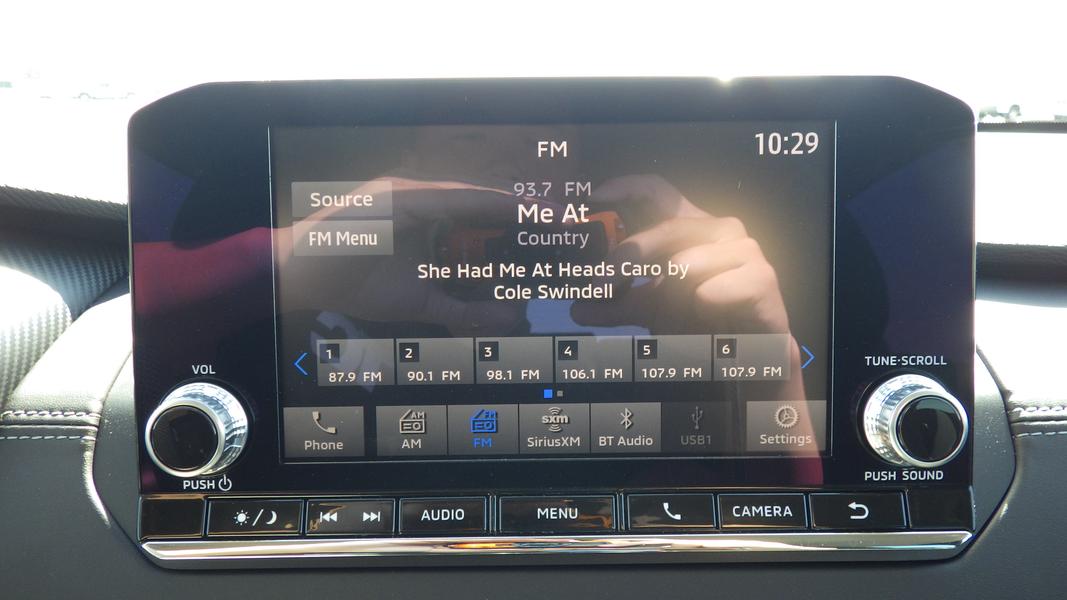 FM
10:29
Source
FM Menu
93.7 FM
Me At
Country
She Had Me At Heads Caro by
Cole Swindell
1
87.9 FM
2
90.1 FM
3
98.1 FM
4
106.1 FM
5
107.9 FM
6
107.9 FM
Phone
AM
AM
FM
FM
sxm
SiriusXM
BT Audio
USB1
Settings
VOL
PUSH
TUNE·SCROLL
PUSH SOUND
AUDIO
MENU
CAMERA